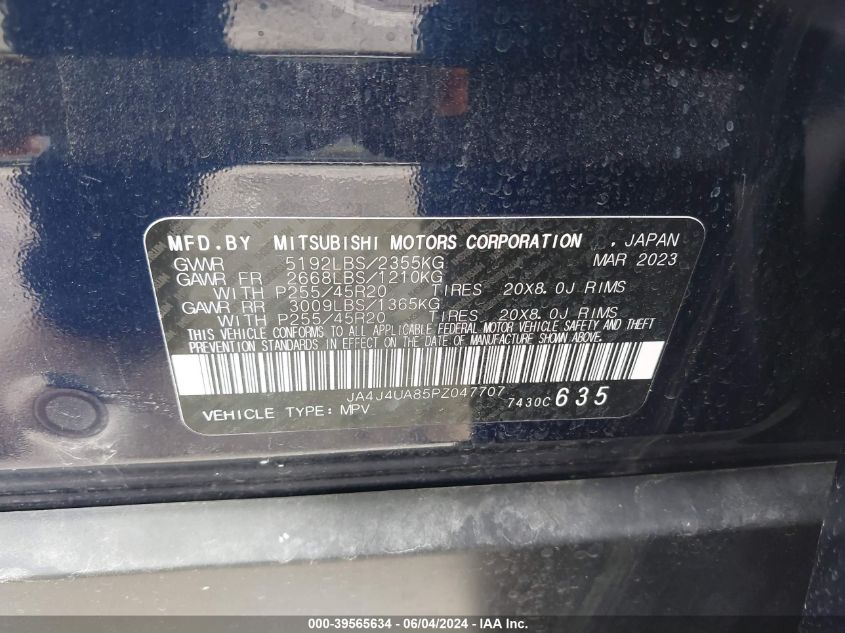 MFD.BY MITSUBISHI MOTORS CORPORATION , JAPAN
GVWR 5192LBS/2355KG MAR 2023
GAWR FR 2668LBS/1210KG
WITH P255/45R20 TIRES 20X8.0J RIMS
GAWR RR 3009LBS/1365KG
WITH P255/45R20 TIRES 20X8.0J RIMS
THIS VEHICLE CONFORMS TO ALL APPLICABLE FEDERAL MOTOR VEHICLE SAFETY AND THEFT
PREVENTION STANDARDS IN EFFECT ON THE DATE OF MANUFACTURE SHOWN ABOVE.
JA4J4UA85PZ047707
VEHICLE TYPE: MPV 7430C 635
000-39565634 - 06/04/2024 - © IAA Inc.